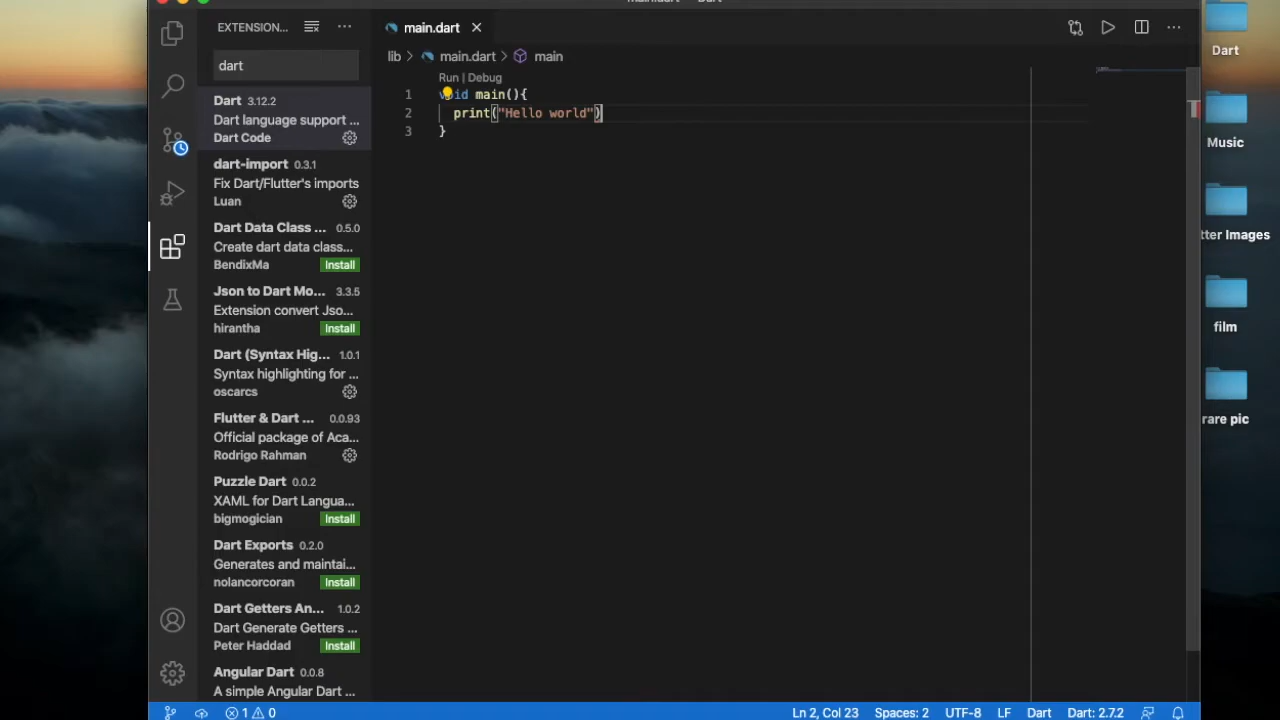 EXTENSION...
main.dart
dart
lib > main.dart > main
Run | Debug
1 void main(){
2 print("Hello world")
3 }
Dart 3.12.2
Dart language support ...
Dart Code
dart-import 0.3.1
Fix Dart/Flutter's imports
Luan
Dart Data Class ... 0.5.0
Create dart data class...
BendixMa Install
Json to Dart Mo... 3.3.5
Extension convert Jso...
hirantha Install
Dart (Syntax Hig... 1.0.1
Syntax highlighting for ...
oscarcs
Flutter & Dart ... 0.0.93
Official package of Aca...
Rodrigo Rahman
Puzzle Dart 0.0.2
XAML for Dart Langua...
bigmogician Install
Dart Exports 0.2.0
Generates and maintai...
nolancorcoran Install
Dart Getters An... 1.0.2
Dart Generate Getters ...
Peter Haddad Install
Angular Dart 0.0.8
A simple Angular Dart ...
1 0
Ln 2, Col 23 Spaces: 2 UTF-8 LF Dart Dart: 2.7.2
Dart
Music
tter Images
film
rare pic